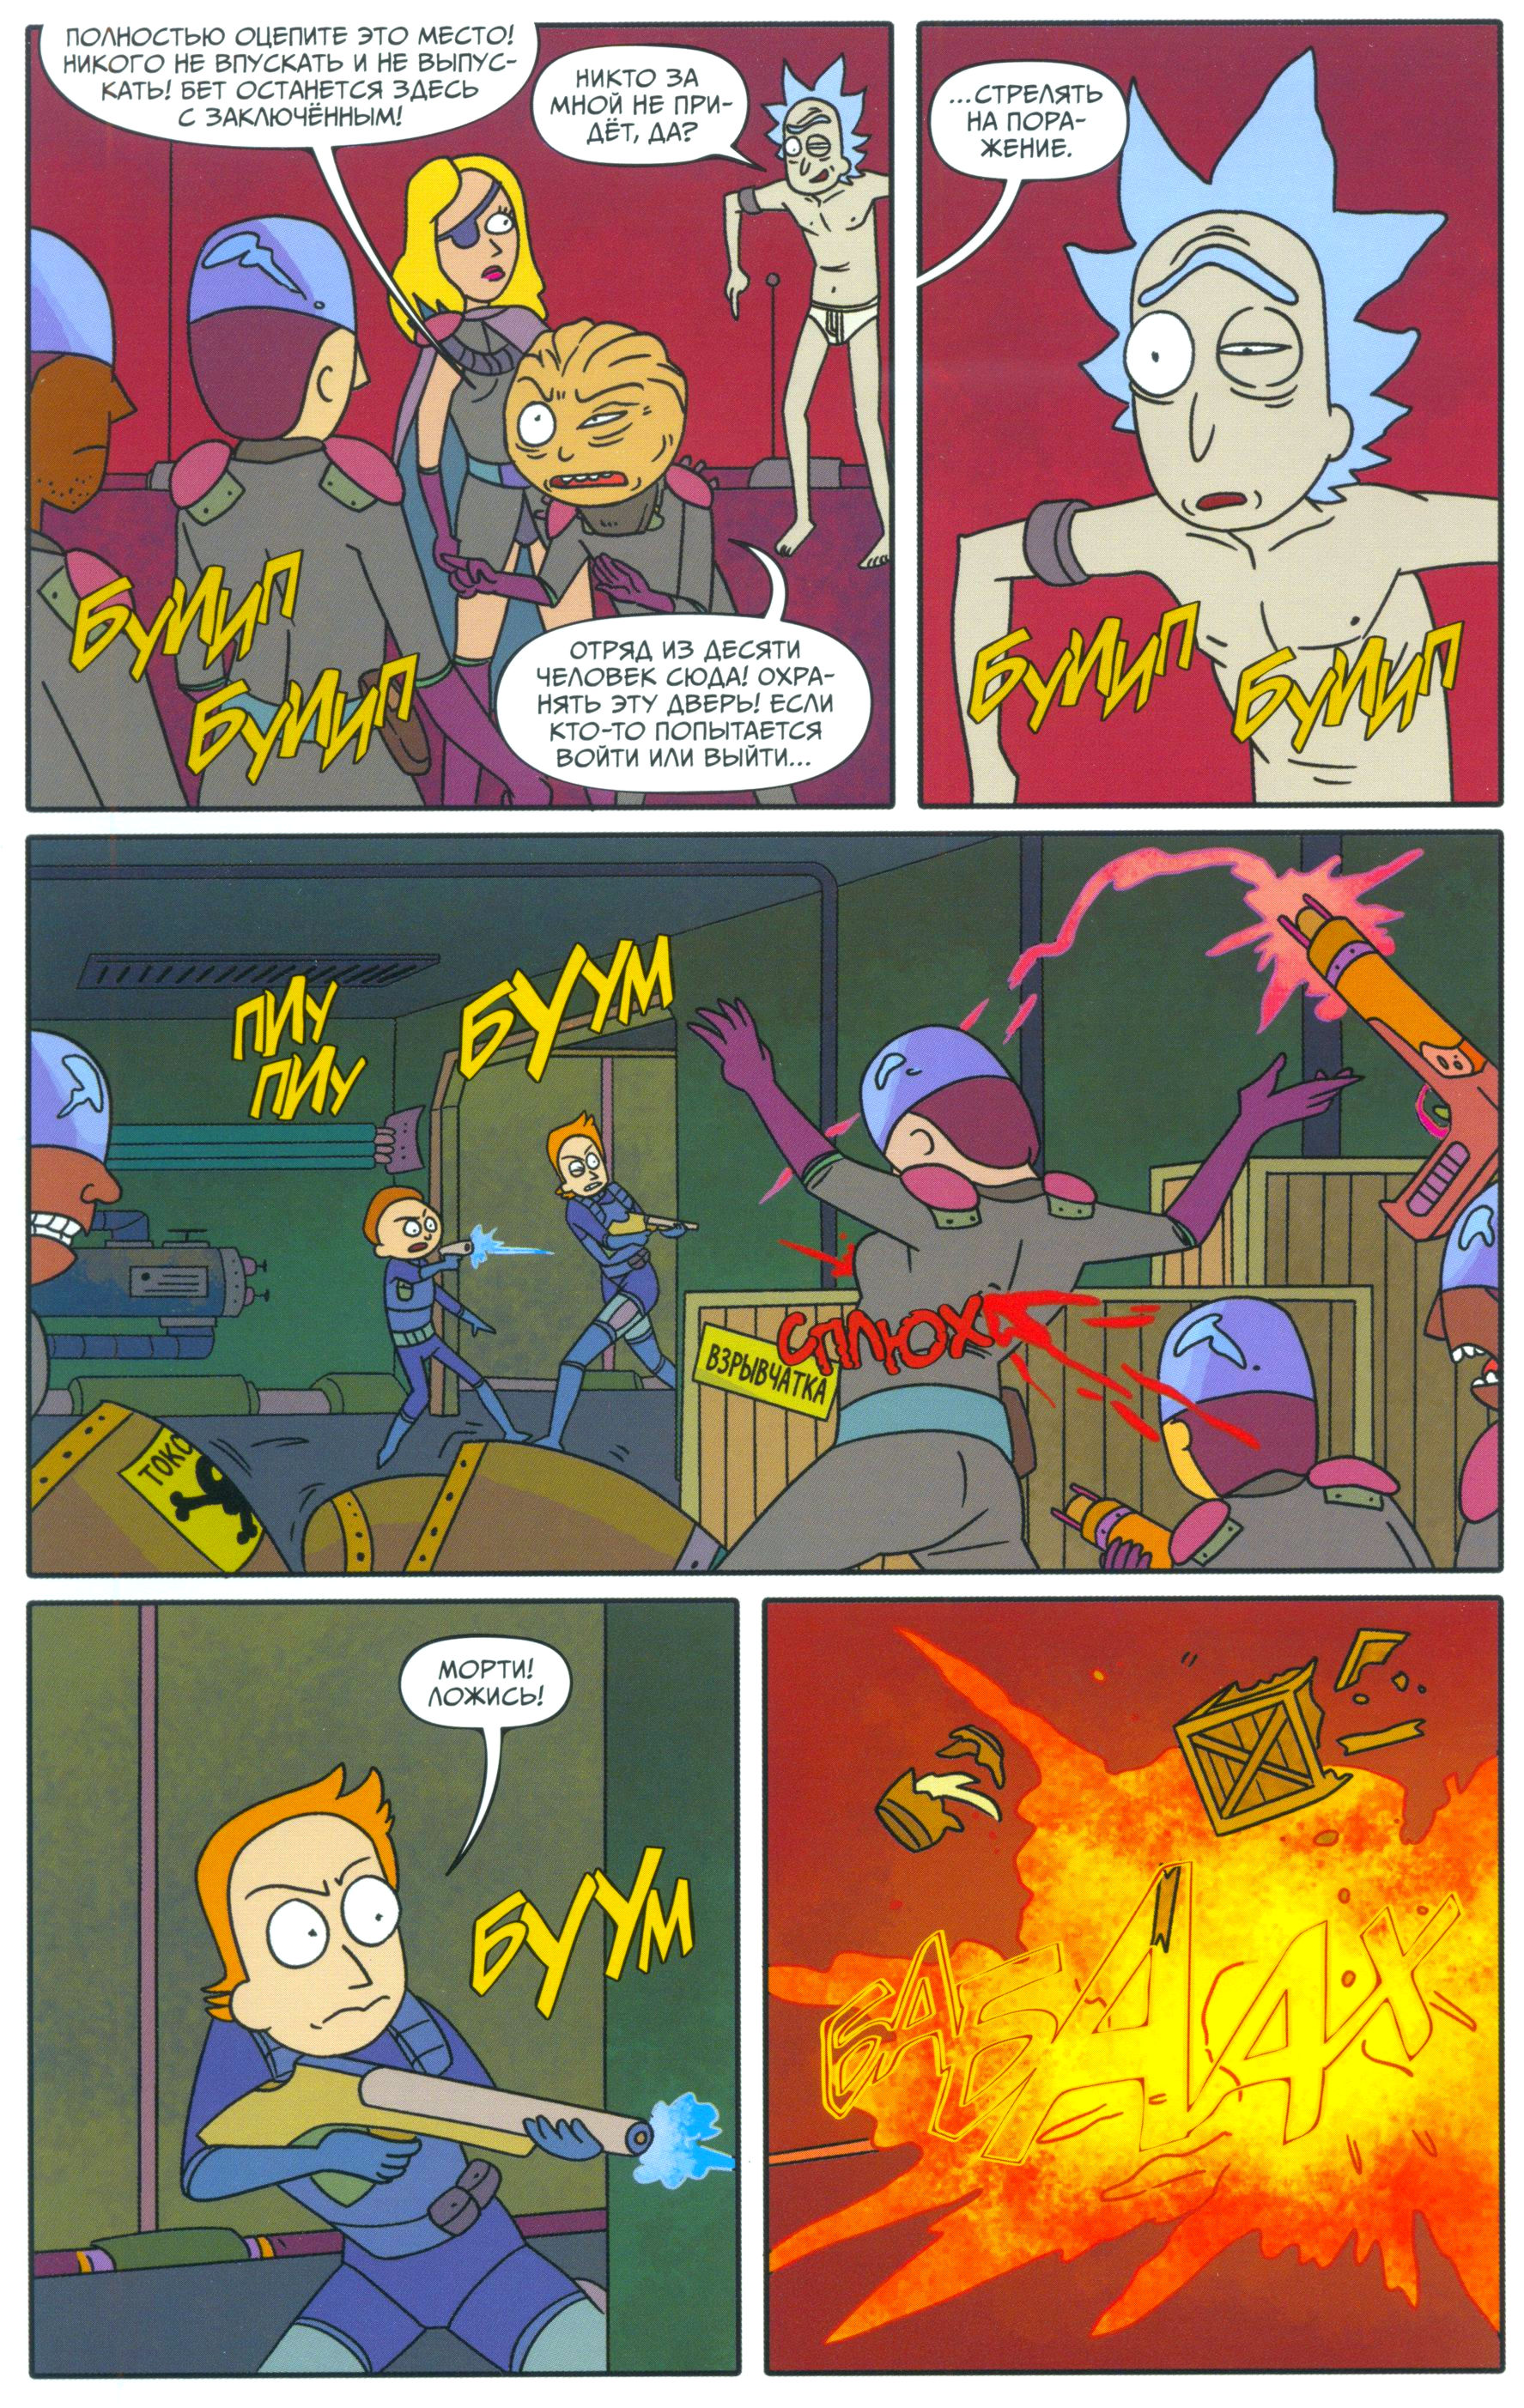 ПОЛНОСТЬЮ ОЦЕПИТЕ ЭТО МЕСТО!
НИКОГО НЕ ВПУСКАТЬ И НЕ ВЫПУС-
КАТЬ! БЕТ ОСТАНЕТСЯ ЗДЕСЬ
С ЗАКЛЮЧЁННЫМ!
НИКТО ЗА
МНОЙ НЕ ПРИ-
ДЁТ, ДА?
БУИИП
БУИИП
ОТРЯД ИЗ ДЕСЯТИ
ЧЕЛОВЕК СЮДА! ОХРА-
НЯТЬ ЭТУ ДВЕРЬ! ЕСЛИ
КТО-ТО ПОПЫТАЕТСЯ
ВОЙТИ ИЛИ ВЫЙТИ...
...СТРЕЛЯТЬ
НА ПОРА-
ЖЕНИЕ.
БУИИП
БУИИП
ПИУ
ПИУ
БУУМ
СПЛЮХ
ВЗРЫВЧАТКА
ТОКС
МОРТИ!
ЛОЖИСЬ!
БУУМ
БАБААХ